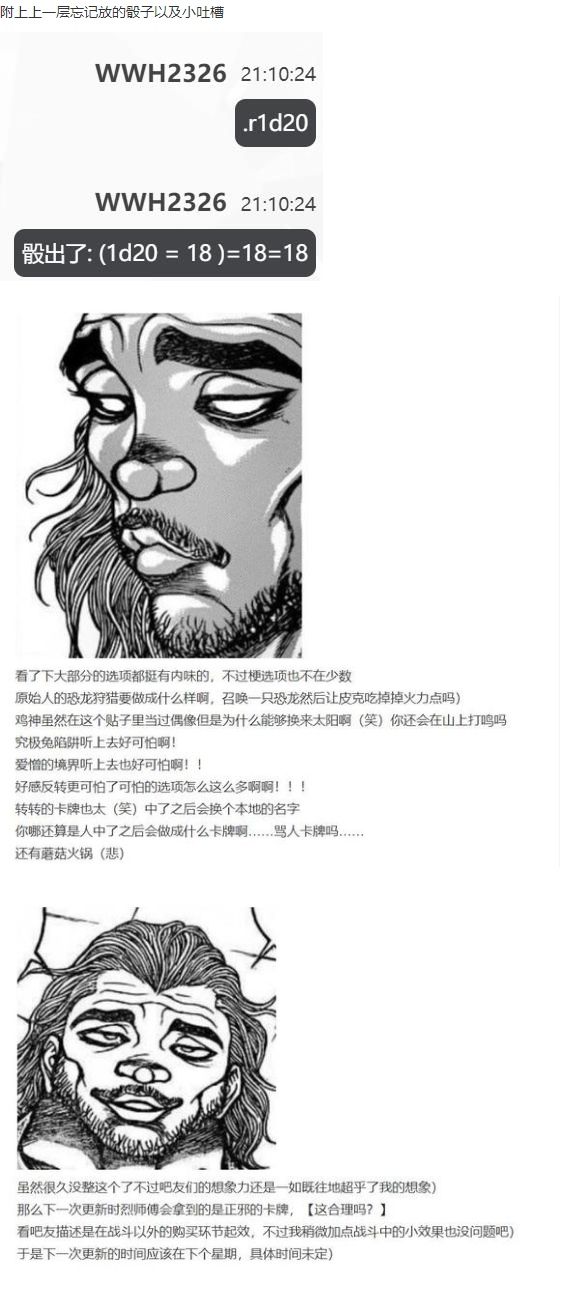 附上上一层忘记放的骰子以及小吐槽
WWH2326 21:10:24
.r1d20
WWH2326 21:10:24
骰出了: (1d20 = 18 )=18=18
看了下大部分的选项都挺有内味的，不过梗选项也不在少数
原始人的恐龙狩猎要做成什么样啊，召唤一只恐龙然后让皮克吃掉掉火力点吗）
鸡神虽然在这个贴子里当过偶像但是为什么能够换来太阳啊（笑）你还会在山上打鸣吗
究极兔陷阱听上去好可怕啊！
爱憎的境界听上去也好可怕啊！！
好感反转更可怕了可怕的选项怎么这么多啊啊！！！
转转的卡牌也太（笑）中了之后会换个本地的名字
你哪还算是人中了之后会做成什么卡牌啊……骂人卡牌吗……
还有蘑菇火锅（悲）
虽然很久没整这个了不过吧友们的想象力还是一如既往地超乎了我的想象）
那么下一次更新时烈师傅会拿到的是正邪的卡牌，【这合理吗？】
看吧友描述是在战斗以外的购买环节起效，不过我稍微加点战斗中的小效果也没问题吧）
于是下一次更新的时间应该在下个星期，具体时间未定）